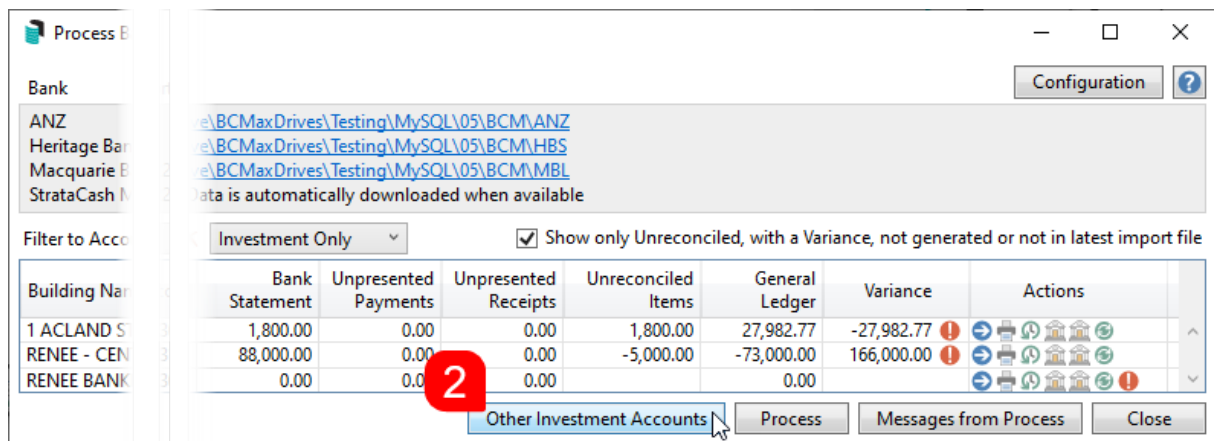 Process B
Bank
Configuration
ANZ e\BCMaxDrives\Testing\MySQL\05\BCM\ANZ
Heritage Ban e\BCMaxDrives\Testing\MySQL\05\BCM\HBS
Macquarie B e\BCMaxDrives\Testing\MySQL\05\BCM\MBL
StrataCash M Data is automatically downloaded when available
Filter to Acco Investment Only Show only Unreconciled, with a Variance, not generated or not in latest import file
Building Nar Bank Statement Unpresented Payments Unpresented Receipts Unreconciled Items General Ledger Variance Actions
1 ACLAND S 1,800.00 0.00 0.00 1,800.00 27,982.77 -27,982.77
RENEE - CEN 88,000.00 0.00 0.00 -5,000.00 -73,000.00 166,000.00
RENEE BANK 0.00 0.0 0.00 0.00
2
Other Investment Accounts Process Messages from Process Close